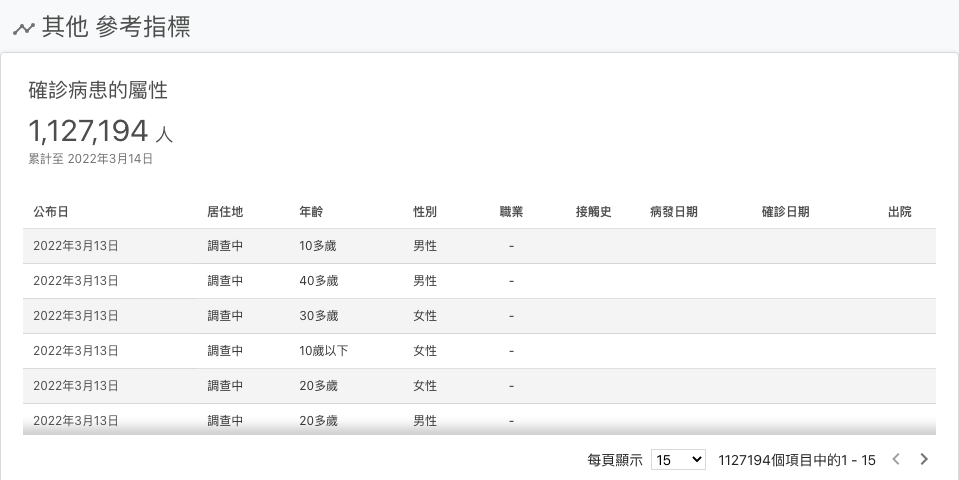 其他 參考指標
確診病患的屬性
1,127,194 人
累計至 2022年3月14日
公布日 居住地 年齡 性別 職業 接觸史 病發日期 確診日期 出院
2022年3月13日 調查中 10多歲 男性 -
2022年3月13日 調查中 40多歲 男性 -
2022年3月13日 調查中 30多歲 女性 -
2022年3月13日 調查中 10歲以下 女性 -
2022年3月13日 調查中 20多歲 女性 -
2022年3月13日 調查中 20多歲 男性 -
每頁顯示 15 1127194個項目中的1 - 15